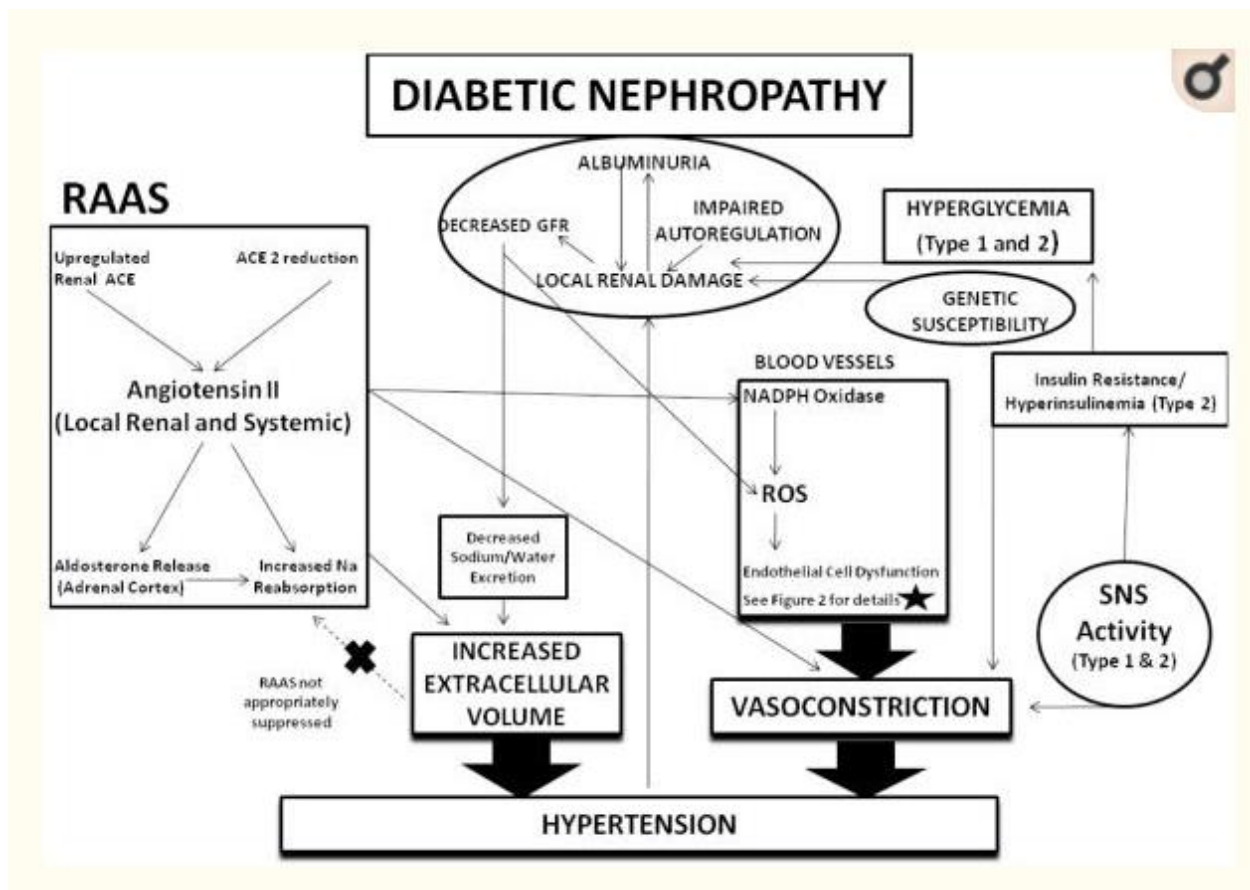 DIABETIC NEPHROPATHY
ALBUMINURIA
DECREASED GFR
IMPAIRED
AUTOREGULATION
LOCAL RENAL DAMAGE
RAAS
Upregulated
Renal ACE
ACE 2 reduction
Angiotensin II
(Local Renal and Systemic)
Aldosterone Release
(Adrenal Cortex)
Increased Na
Reabsorption
HYPERGLYCEMIA
(Type 1 and 2)
GENETIC
SUSCEPTIBILITY
BLOOD VESSELS
NADPH Oxidase
ROS
Endothelial Cell Dysfunction
See Figure 2 for details
Insulin Resistance/
Hyperinsulinemia (Type 2)
Decreased
Sodium/Water
Excretion
SNS
Activity
(Type 1 & 2)
INCREASED
EXTRACELLULAR
VOLUME
RAAS not
appropriately
suppressed
VASOCONSTRICTION
HYPERTENSION